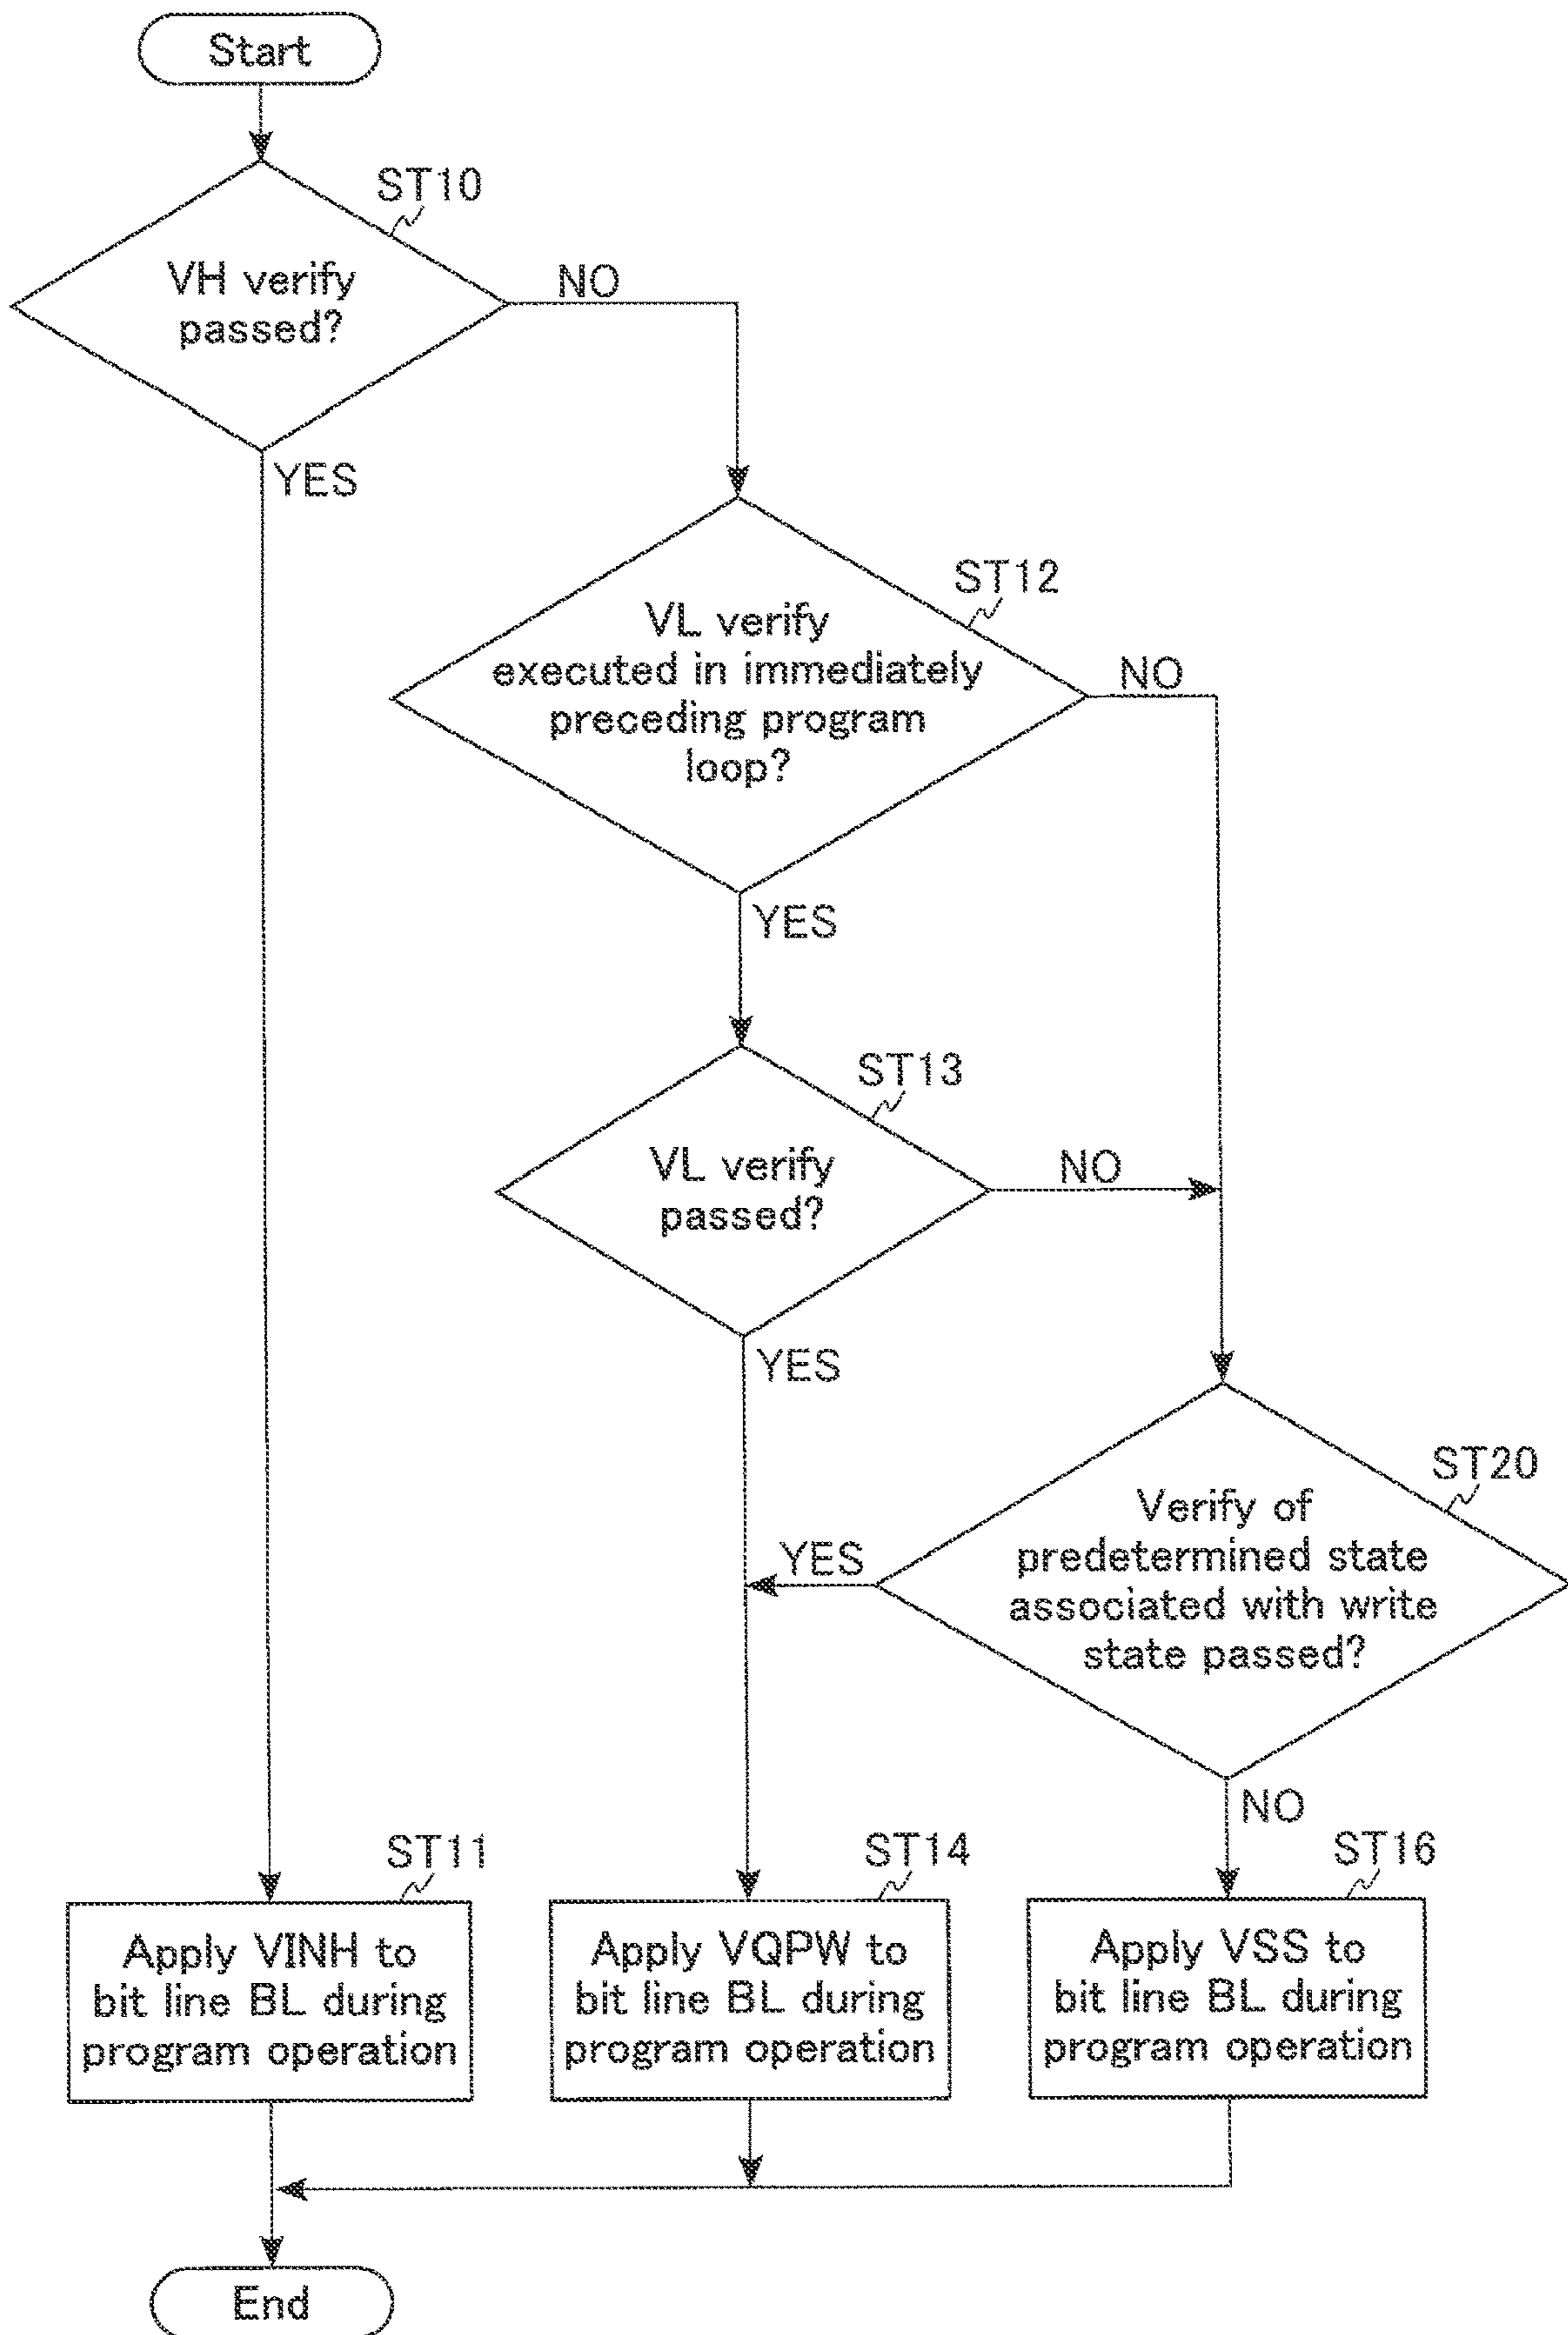 Start
ST10
VH verify
passed?
NO
YES
ST12
VL verify
executed in immediately
preceding program
loop?
NO
YES
ST13
VL verify
passed?
NO
YES
ST20
Verify of
predetermined state
associated with write
state passed?
YES
NO
ST11
Apply VINH to
bit line BL during
program operation
ST14
Apply VQPW to
bit line BL during
program operation
ST16
Apply VSS to
bit line BL during
program operation
End